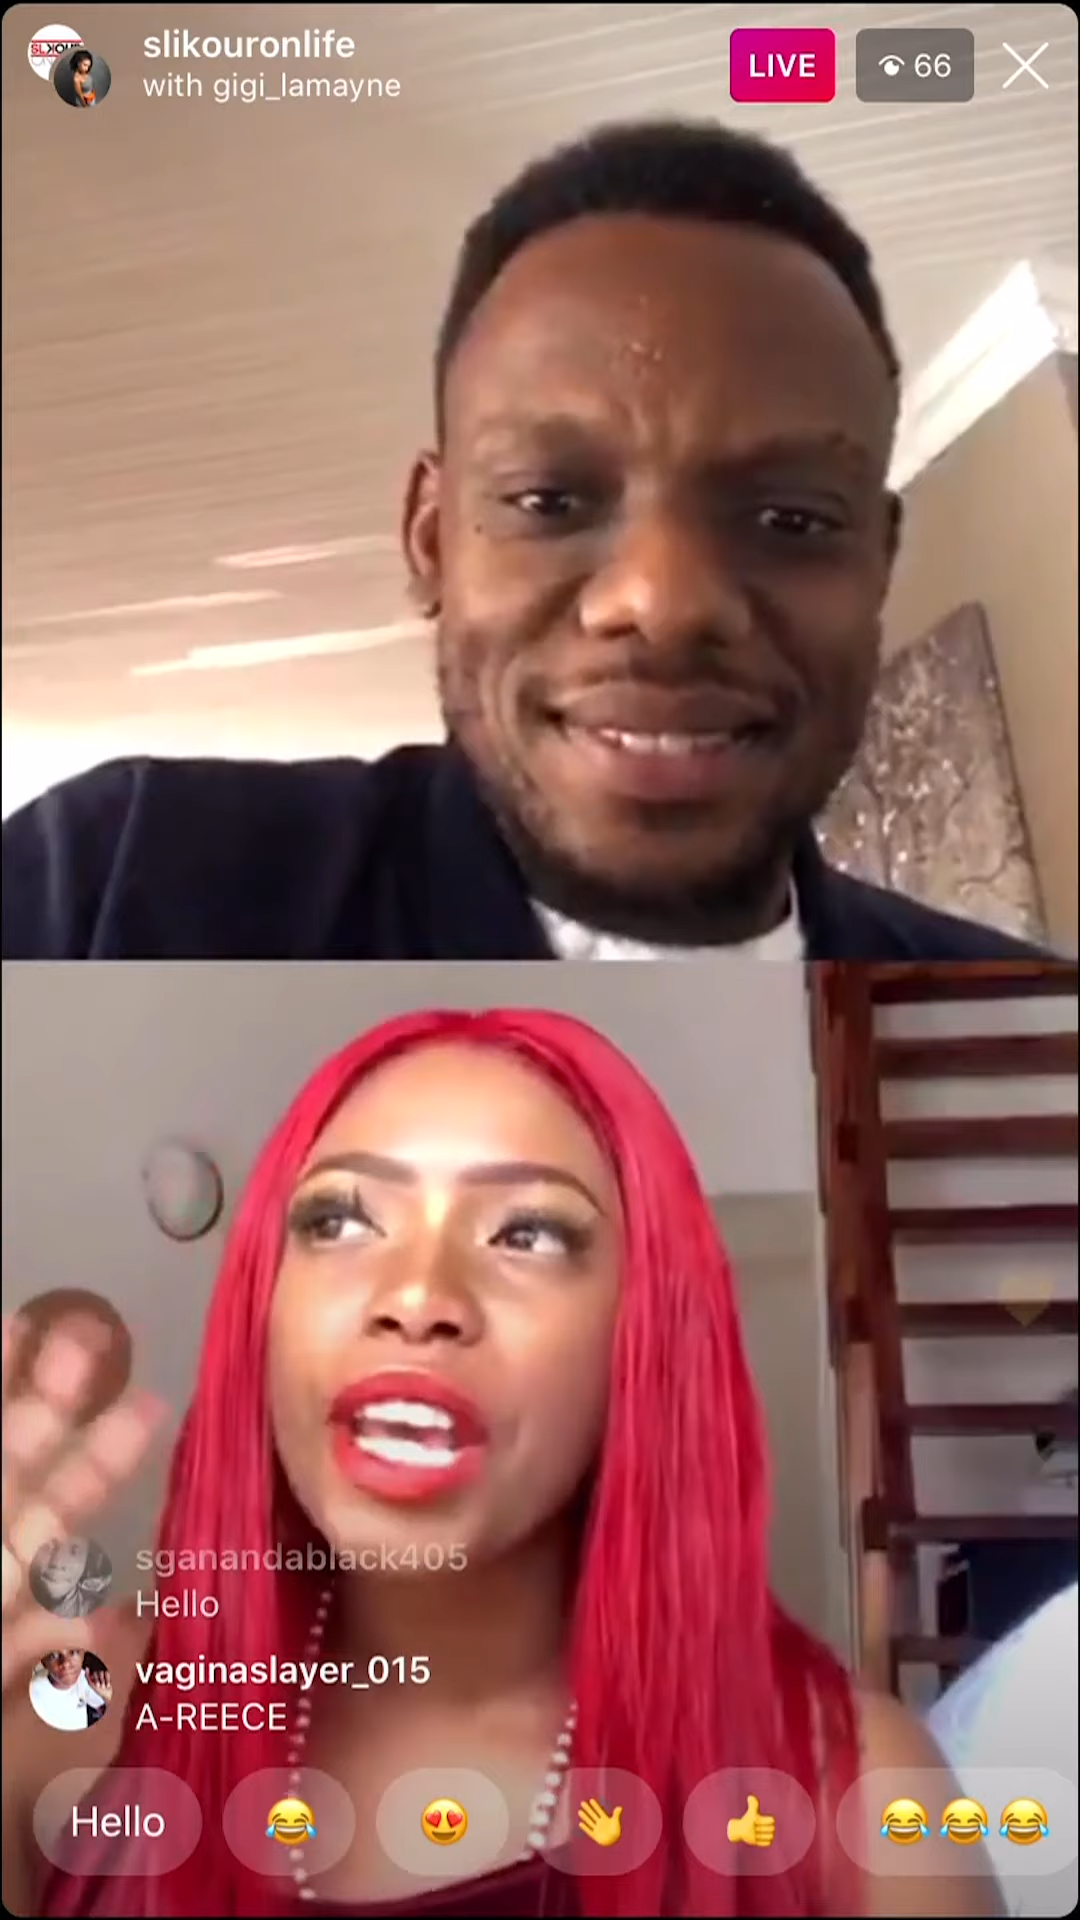 slikouronlife
with gigi_lamayne
LIVE
66
sganandablack405
Hello
vaginaslayer_015
A-REECE
Hello